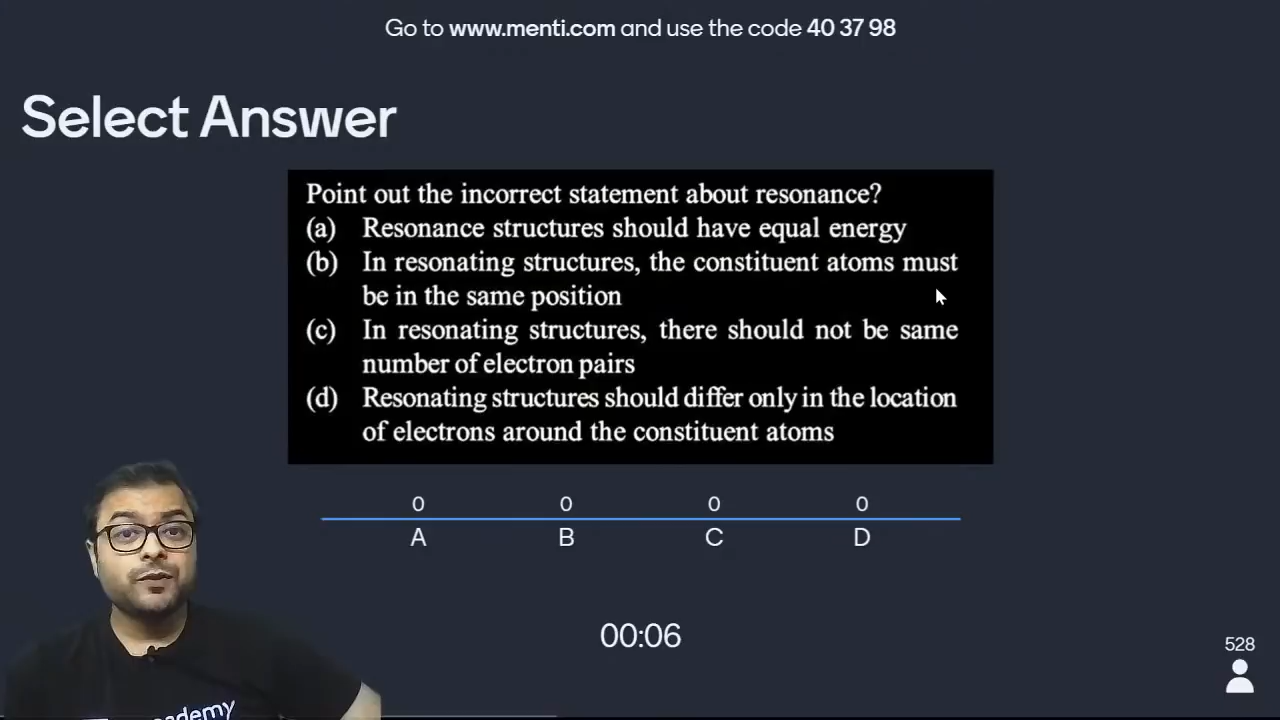 Go to www.menti.com and use the code 40 37 98
Select Answer
Point out the incorrect statement about resonance?
(a) Resonance structures should have equal energy
(b) In resonating structures, the constituent atoms must
be in the same position
(c) In resonating structures, there should not be same
number of electron pairs
(d) Resonating structures should differ only in the location
of electrons around the constituent atoms
0 0 0 0
A B C D
00:06
528